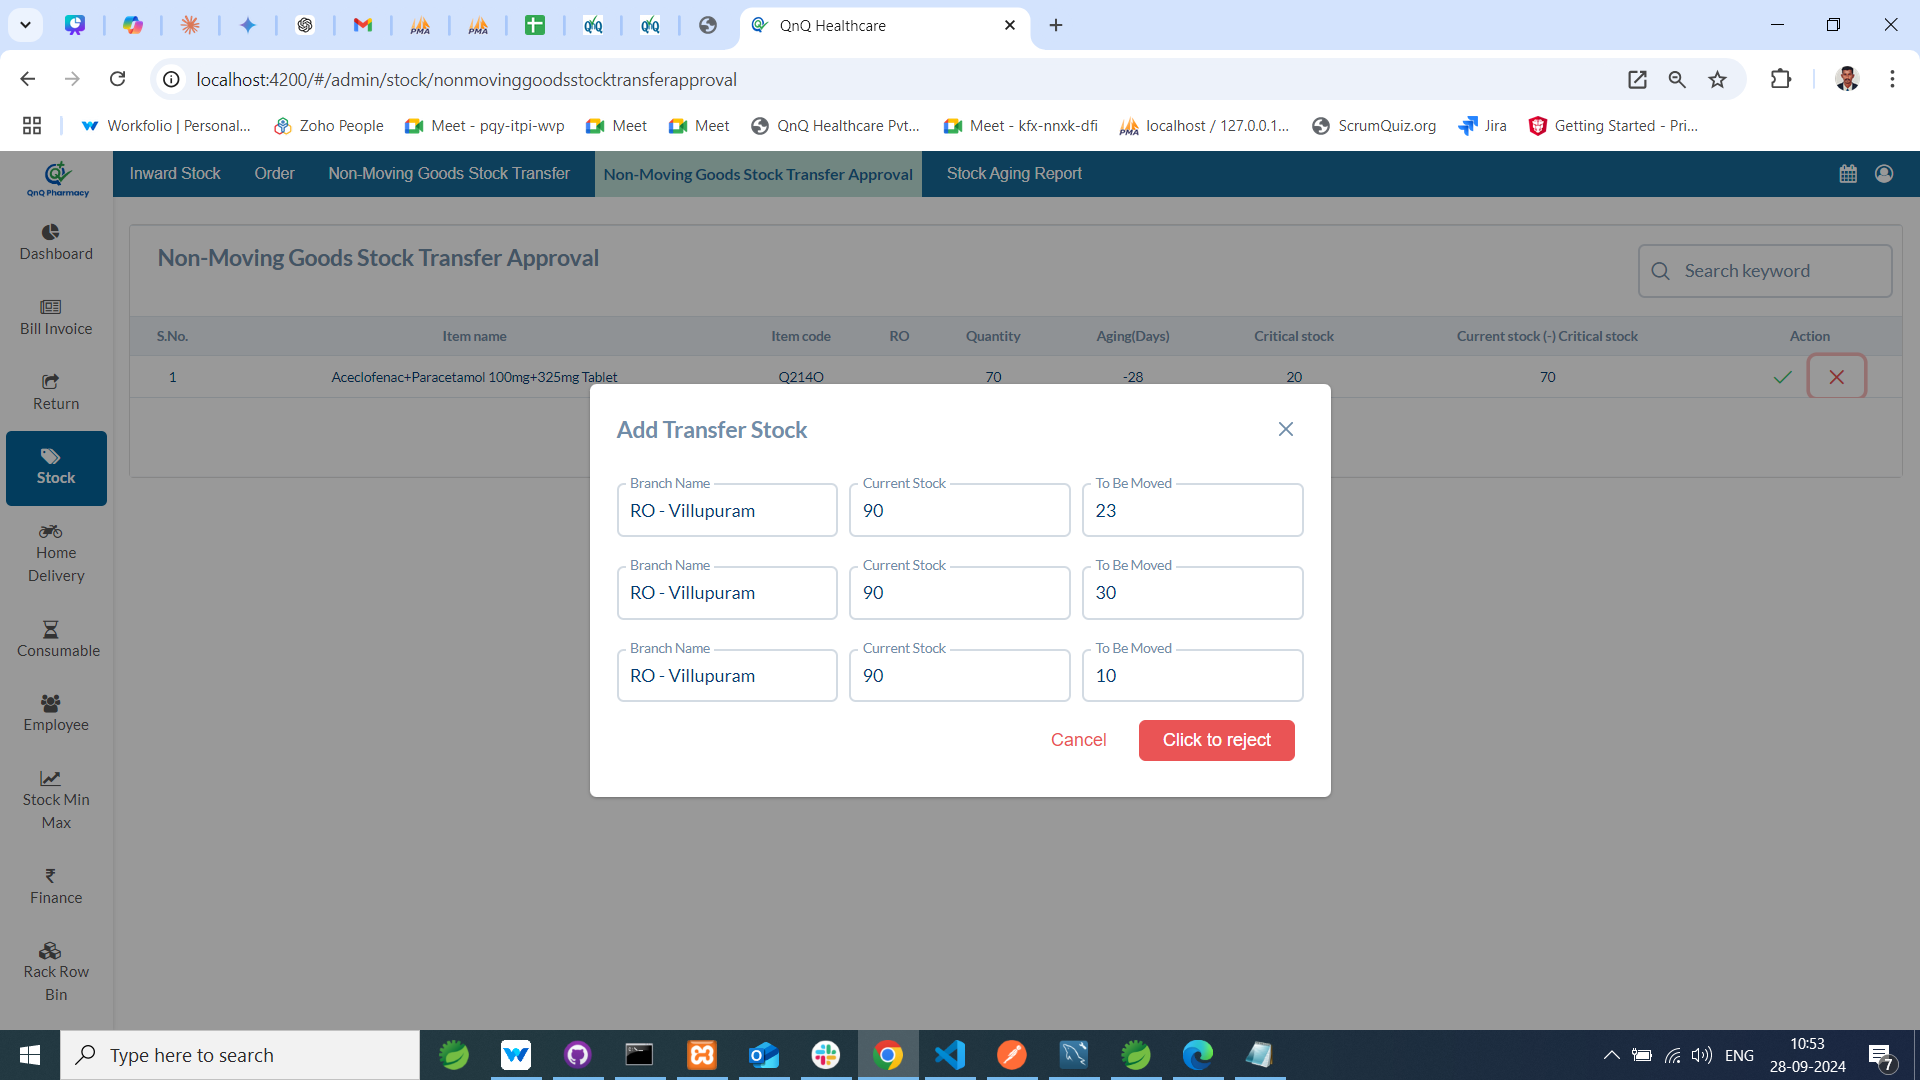 QnQ Healthcare
localhost:4200/#/admin/stock/nonmovinggoodsstocktransferapproval
Workfolio | Personal...
Zoho People
Meet - pqy-itpi-wvp
Meet
Meet
QnQ Healthcare Pvt...
Meet - kfx-nnxk-dfi
localhost / 127.0.0.1...
ScrumQuiz.org
Jira
Getting Started - Pri...
QnQ Pharmacy
Inward Stock
Order
Non-Moving Goods Stock Transfer
Non-Moving Goods Stock Transfer Approval
Stock Aging Report
Dashboard
Bill Invoice
Return
Stock
Home
Delivery
Consumable
Employee
Stock Min
Max
Finance
Rack Row
Bin
Non-Moving Goods Stock Transfer Approval
Search keyword
S.No. Item name Item code RO Quantity Aging(Days) Critical stock Current stock (-) Critical stock Action
1 Aceclofenac+Paracetamol 100mg+325mg Tablet Q214O 70 -28 20 70
Add Transfer Stock
Branch Name Current Stock To Be Moved
RO - Villupuram 90 23
Branch Name Current Stock To Be Moved
RO - Villupuram 90 30
Branch Name Current Stock To Be Moved
RO - Villupuram 90 10
Cancel Click to reject
Type here to search
ENG
10:53
28-09-2024
7